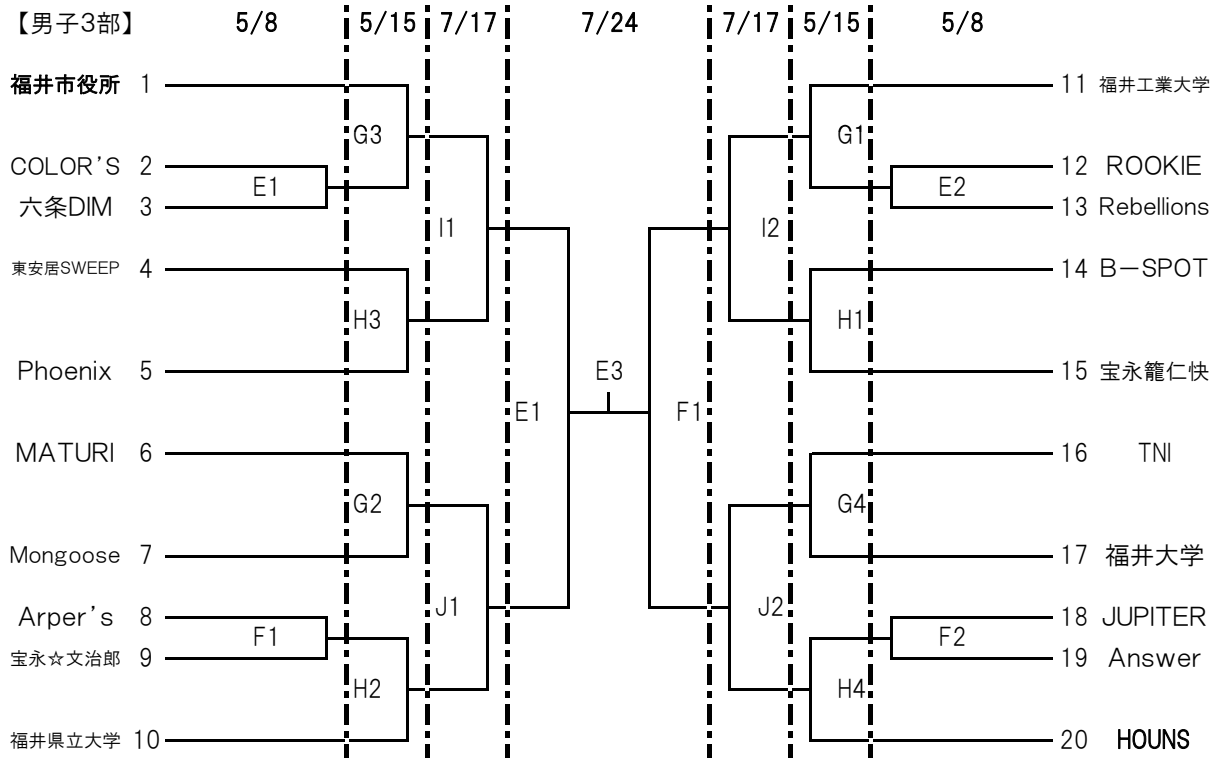 【男子3部】 5/8 5/15 7/17 7/24 7/17 5/15 5/8
福井市役所 1 11 福井工業大学
G3 G1
COLOR'S 2 12 ROOKIE
E1 E2
六条DIM 3 13 Rebellions
I1 I2
東安居SWEEP 4 14 B－SPOT
H3 H1
Phoenix 5 E3 15 宝永籠仁快
E1 F1
MATURI 6 16 TNI
G2 G4
Mongoose 7 17 福井大学
J1 J2
Arper's 8 18 JUPITER
F1 F2
宝永☆文治郎 9 19 Answer
H2 H4
福井県立大学 10 20 HOUNS